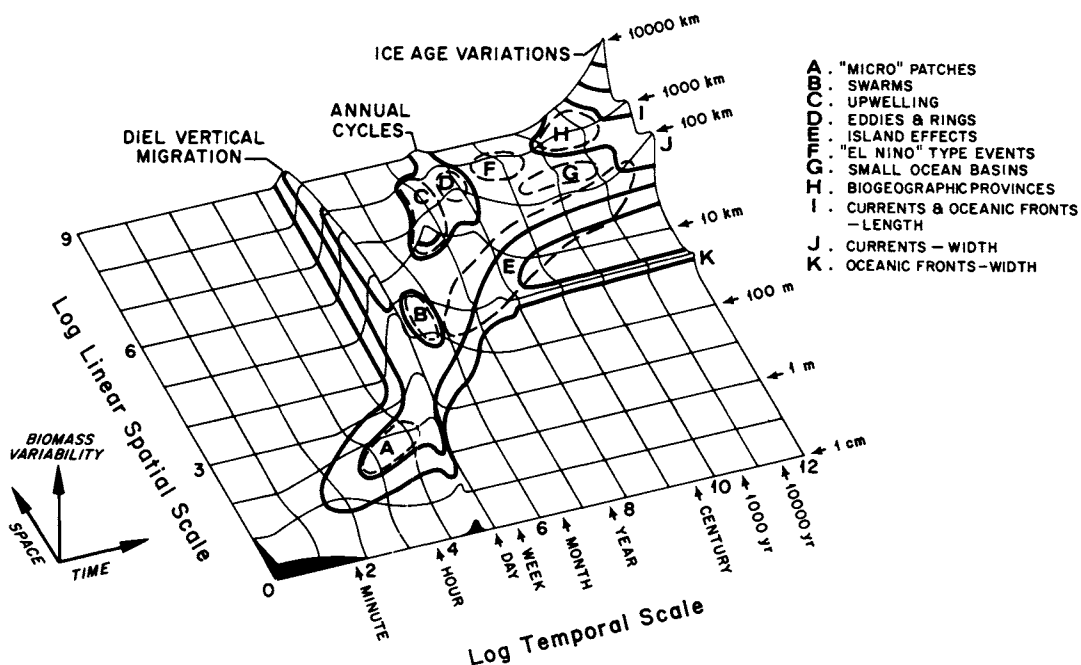 ICE AGE VARIATIONS
10000 km
1000 km
100 km
10 km
100 m
1 m
1 cm
ANNUAL
CYCLES
DIEL VERTICAL
MIGRATION
A . "MICRO" PATCHES
B . SWARMS
C . UPWELLING
D . EDDIES & RINGS
E . ISLAND EFFECTS
F . "EL NINO" TYPE EVENTS
G . SMALL OCEAN BASINS
H . BIOGEOGRAPHIC PROVINCES
I . CURRENTS & OCEANIC FRONTS
-LENGTH
J . CURRENTS - WIDTH
K . OCEANIC FRONTS-WIDTH
A
B
C
D
E
F
G
H
I
J
K
Log Linear Spatial Scale
9
6
3
0
BIOMASS
VARIABILITY
SPACE
TIME
2
4
6
8
10
12
MINUTE
HOUR
DAY
WEEK
MONTH
YEAR
CENTURY
1000 yr
10000 yr
Log Temporal Scale